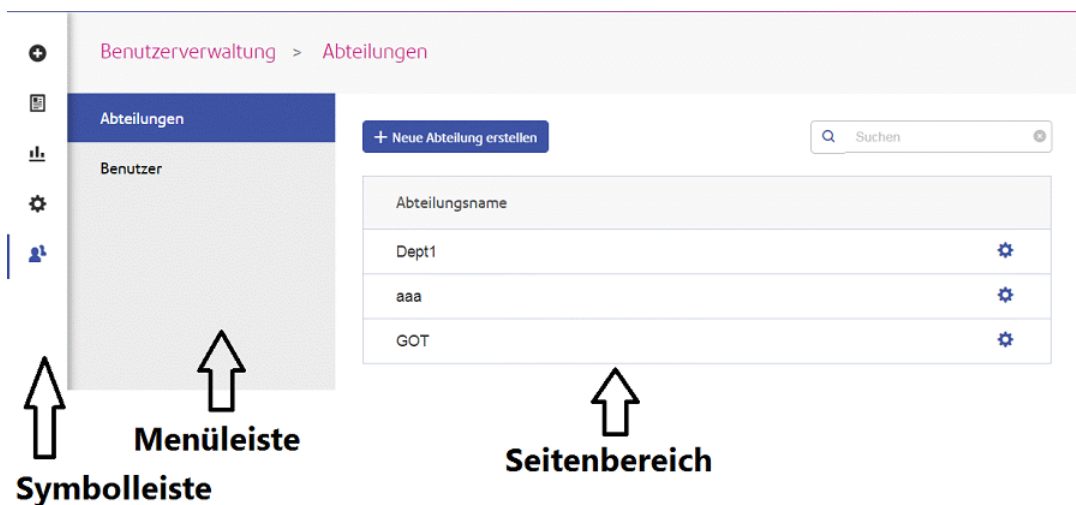 Benutzerverwaltung > Abteilungen
Abteilungen
Benutzer
+ Neue Abteilung erstellen
Suchen
Abteilungsname
Dept1
aaa
GOT
Menüleiste
Seitenbereich
Symbolleiste